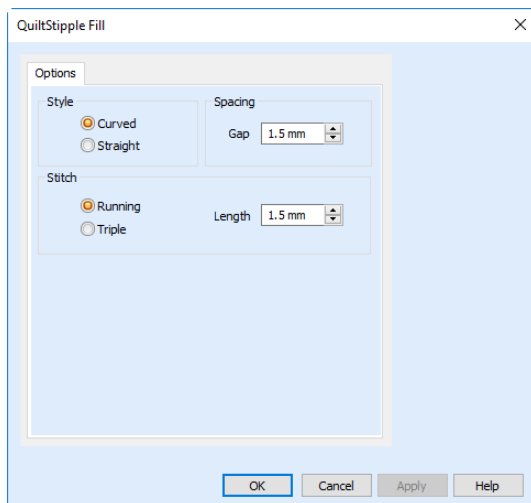 QuiltStipple Fill
Options
Style
Curved
Straight
Spacing
Gap 1.5 mm
Stitch
Running
Triple
Length 1.5 mm
OK Cancel Apply Help